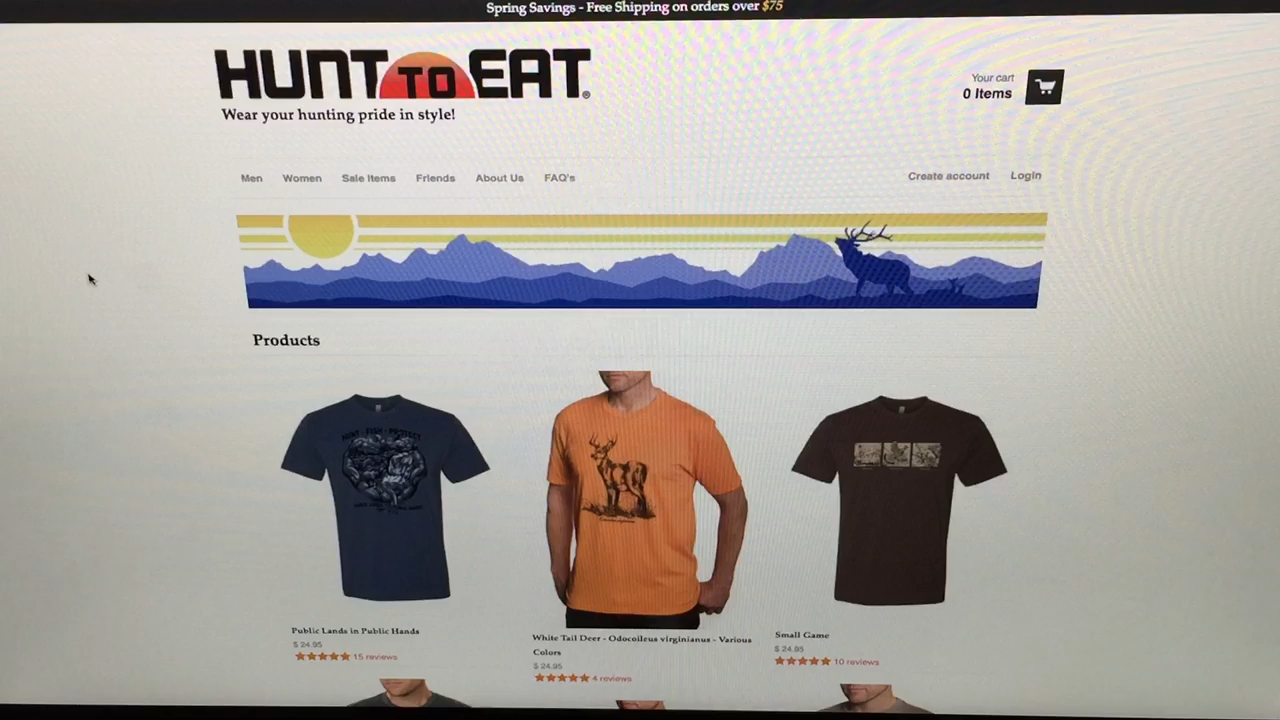 Spring Savings - Free Shipping on orders over $75
HUNT TO EAT®
Wear your hunting pride in style!
Your cart
0 Items
Men Women Sale Items Friends About Us FAQ's
Create account Login
Products
HUNT · FISH · PROTECT
Public Lands in Public Hands
$ 24.95
15 reviews
White Tail Deer - Odocoileus virginianus - Various
Colors
$ 24.95
4 reviews
Small Game
$ 24.95
10 reviews